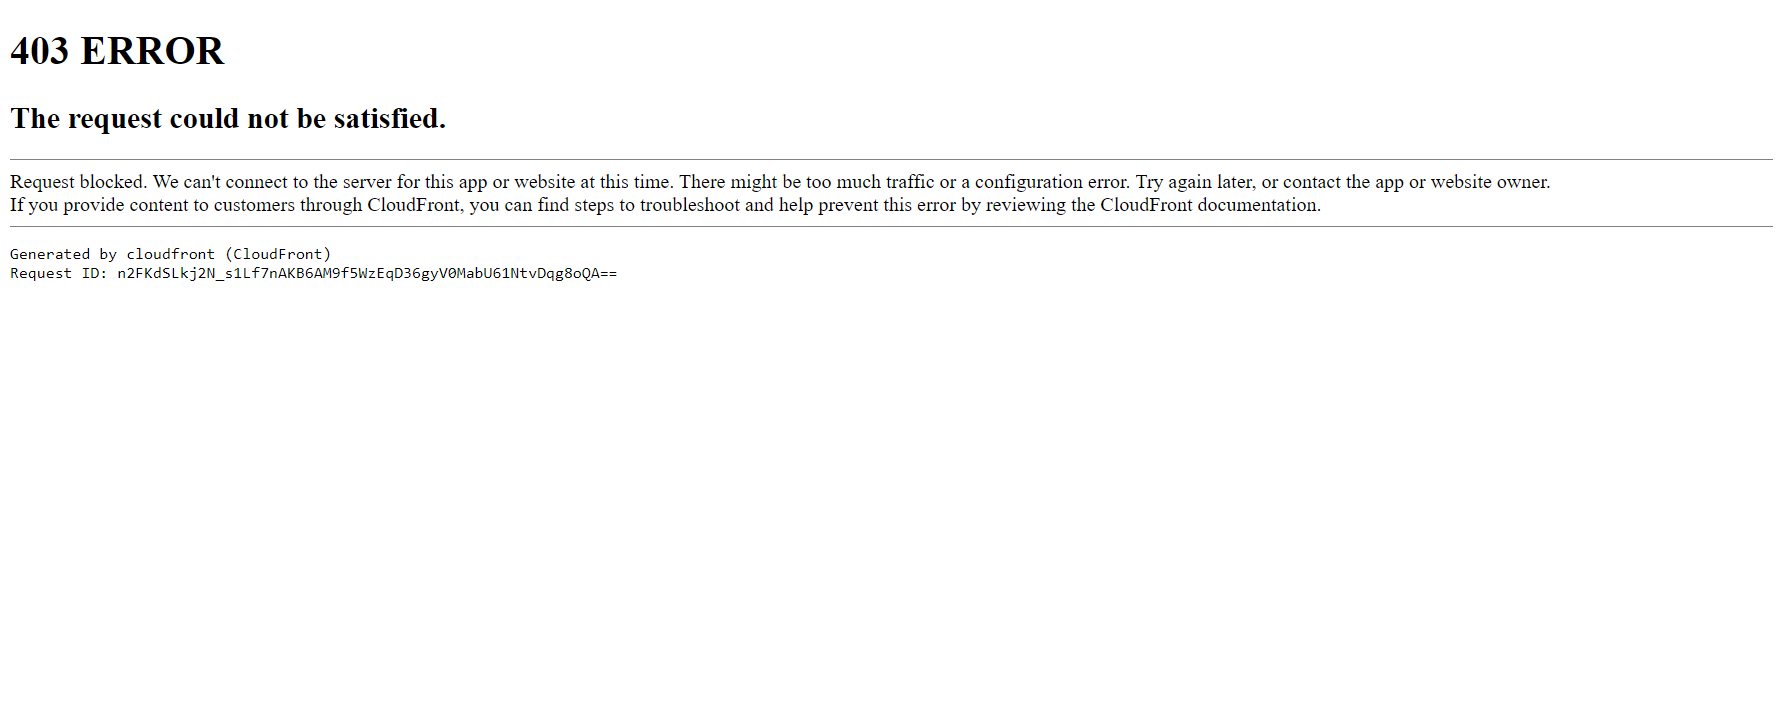 403 ERROR
The request could not be satisfied.
Request blocked. We can't connect to the server for this app or website at this time. There might be too much traffic or a configuration error. Try again later, or contact the app or website owner.
If you provide content to customers through CloudFront, you can find steps to troubleshoot and help prevent this error by reviewing the CloudFront documentation.
Generated by cloudfront (CloudFront)
Request ID: n2FKdSLkj2N_s1Lf7nAKB6AM9f5WzEqD36gyV0MabU61NtvDqg8oQA==